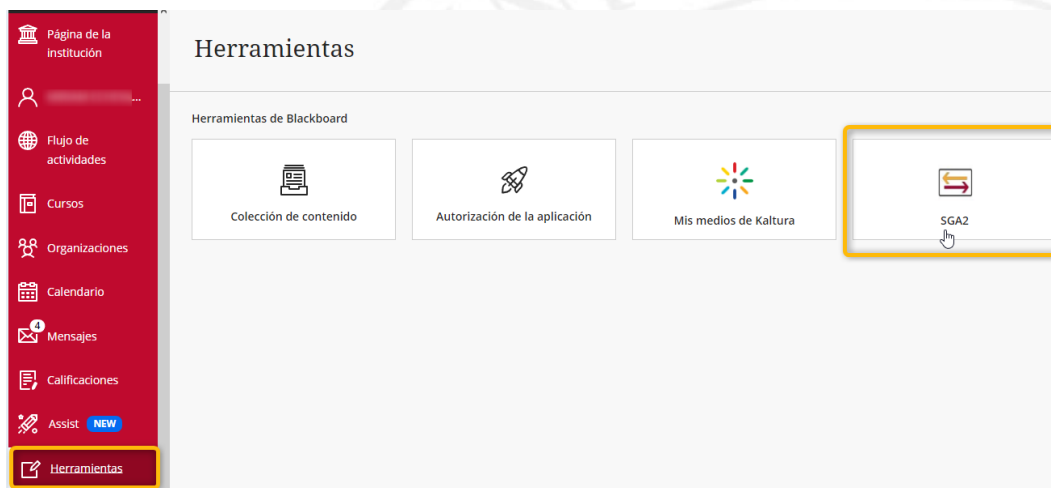 Página de la
institución
...
Flujo de
actividades
Cursos
Organizaciones
Calendario
4
Mensajes
Calificaciones
Assist NEW
Herramientas
Herramientas
Herramientas de Blackboard
Colección de contenido
Autorización de la aplicación
Mis medios de Kaltura
SGA2